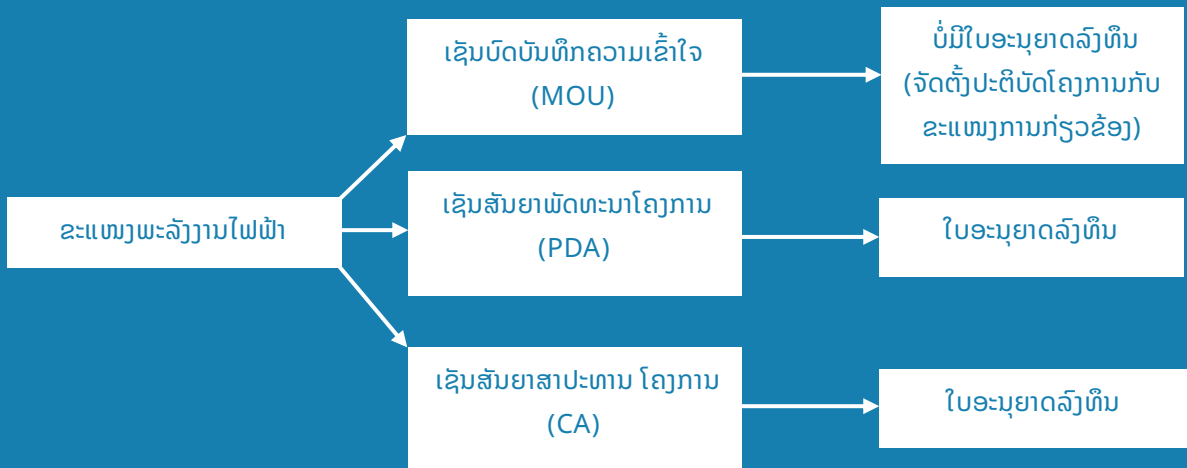 ຂະແໜງພະລັງງານໄຟຟ້າ
ເຊັນບົດບັນທຶກຄວາມເຂົ້າໃຈ
(MOU)
ບໍ່ມີໃບອະນຸຍາດລົງທຶນ
(ຈັດຕັ້ງປະຕິບັດໂຄງການກັບ
ຂະແໜງການກ່ຽວຂ້ອງ)
ເຊັນສັນຍາພັດທະນາໂຄງການ
(PDA)
ໃບອະນຸຍາດລົງທຶນ
ເຊັນສັນຍາສາປະທານ ໂຄງການ
(CA)
ໃບອະນຸຍາດລົງທຶນ